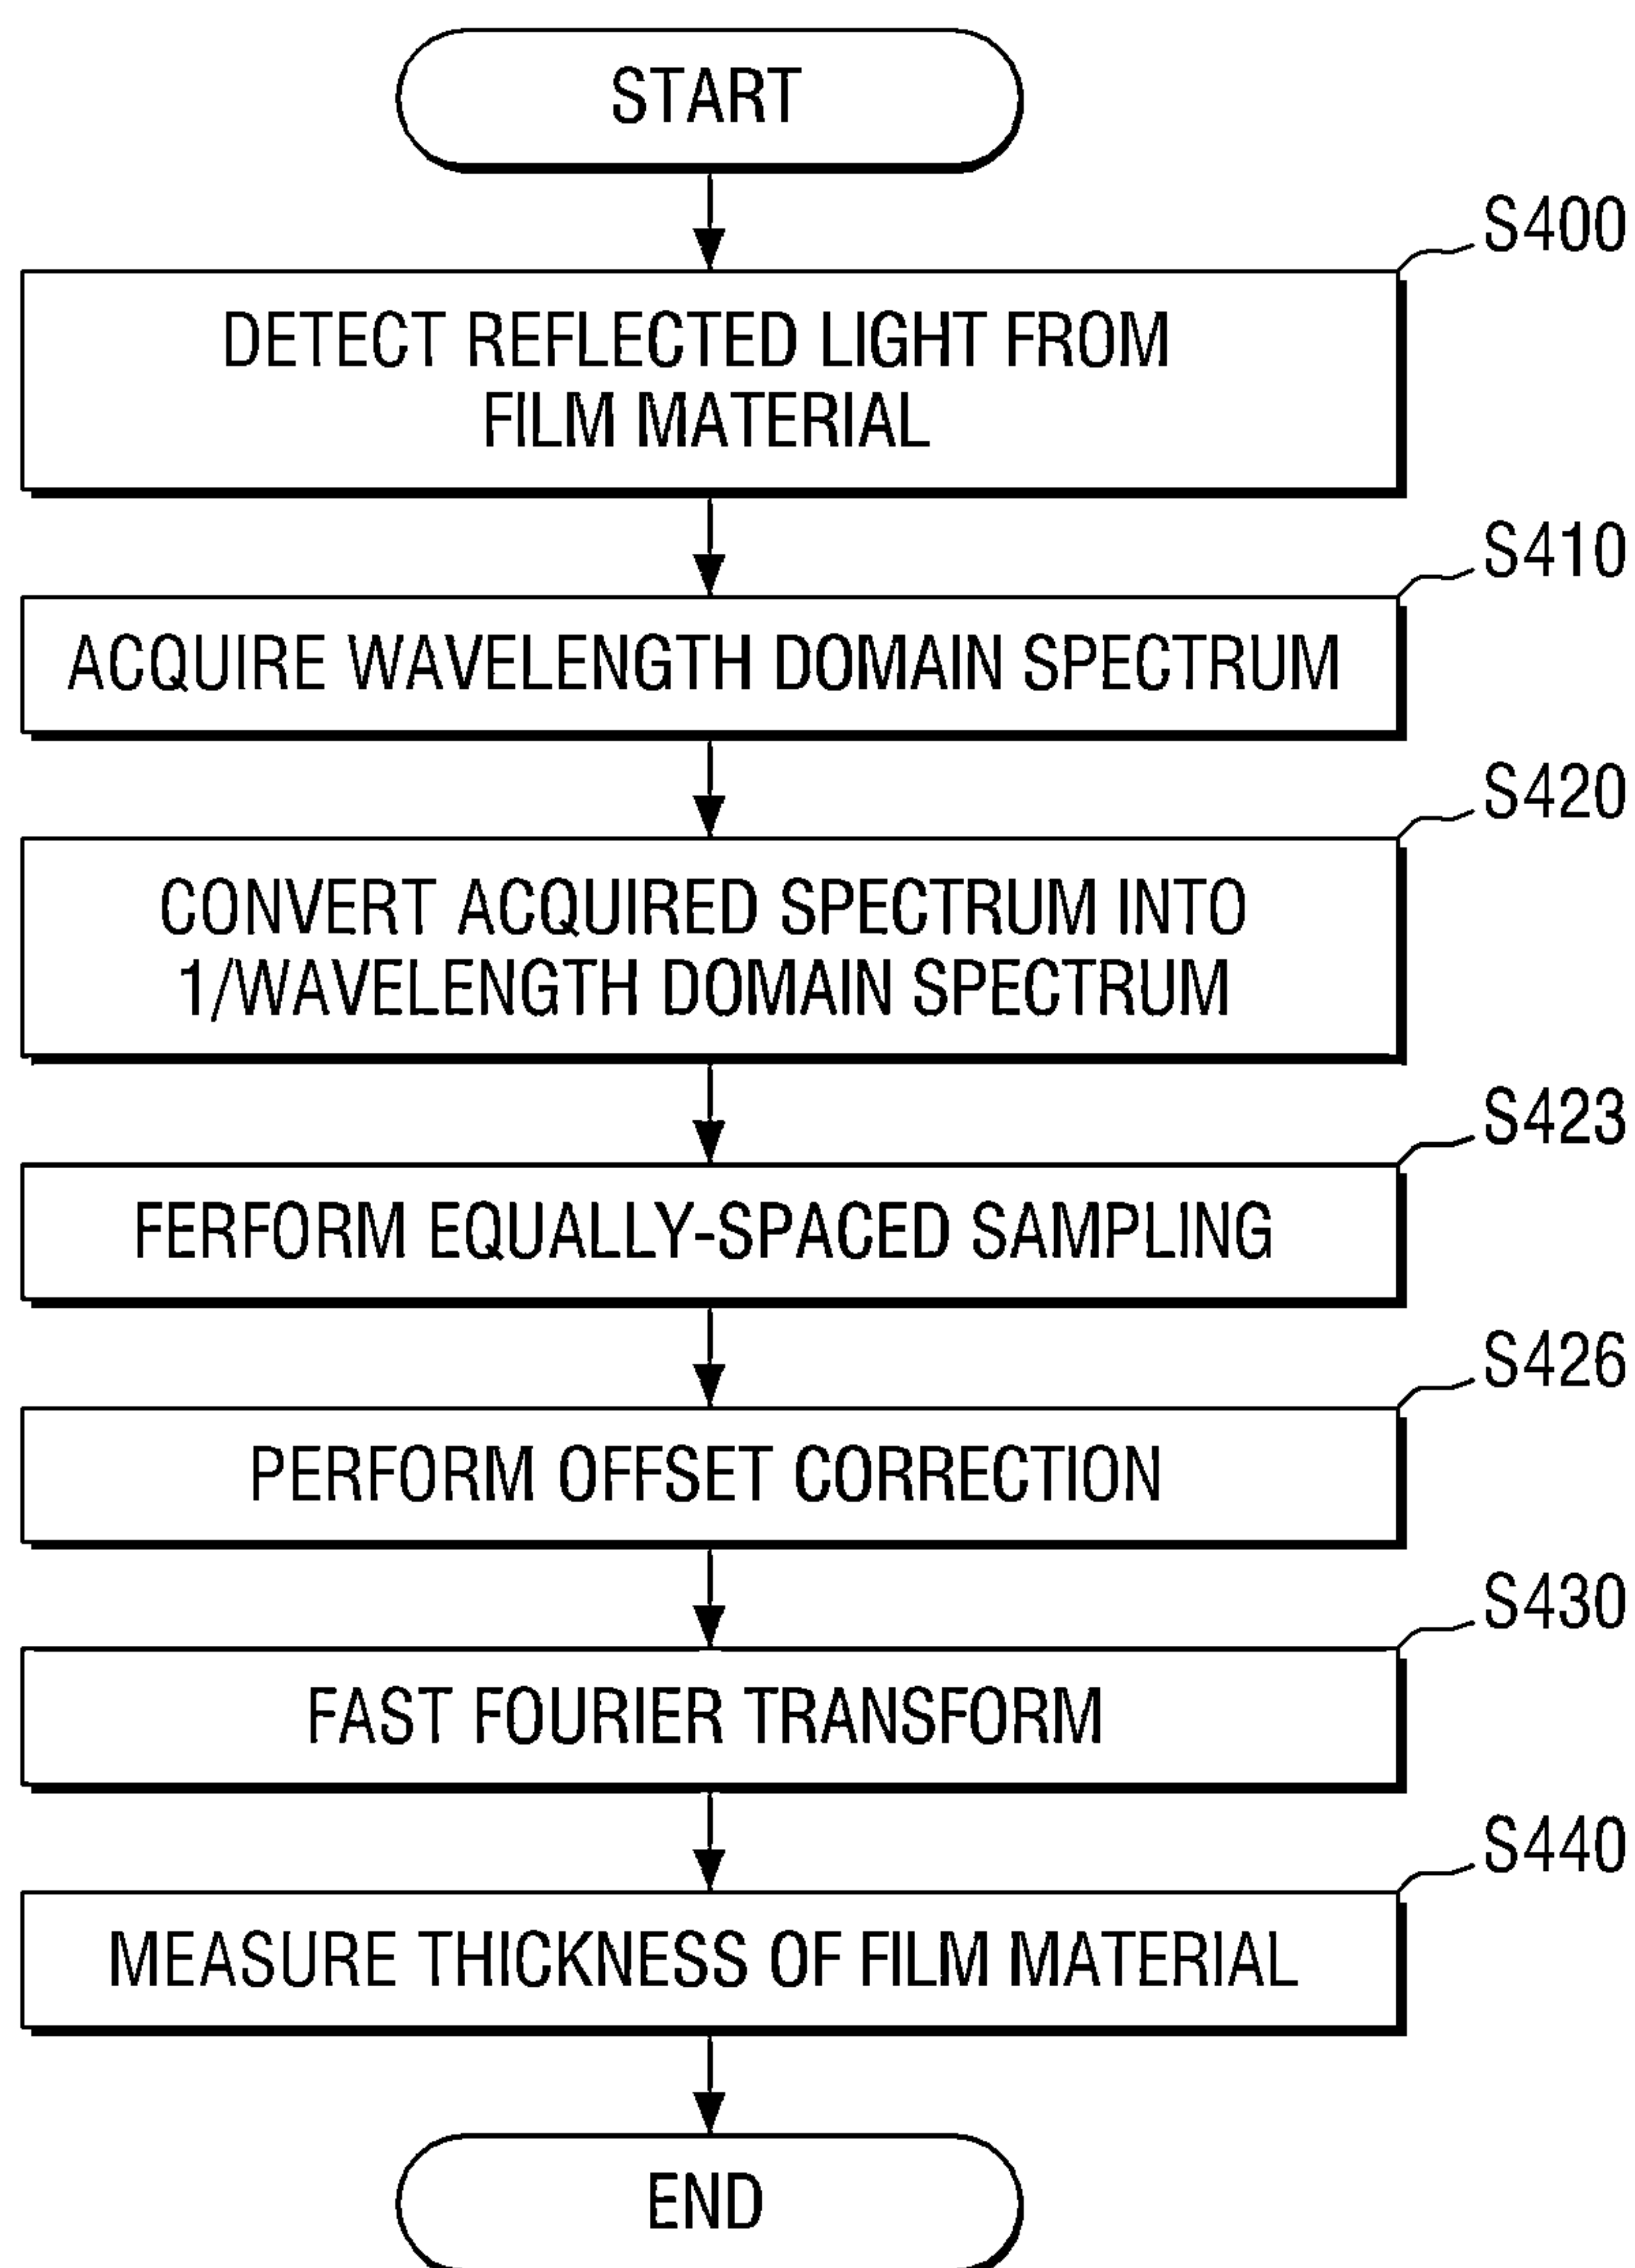 START
S400
DETECT REFLECTED LIGHT FROM
FILM MATERIAL
S410
ACQUIRE WAVELENGTH DOMAIN SPECTRUM
S420
CONVERT ACQUIRED SPECTRUM INTO
1/WAVELENGTH DOMAIN SPECTRUM
S423
FERFORM EQUALLY-SPACED SAMPLING
S426
PERFORM OFFSET CORRECTION
S430
FAST FOURIER TRANSFORM
S440
MEASURE THICKNESS OF FILM MATERIAL
END